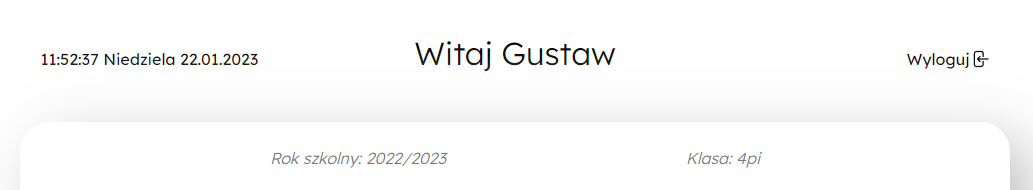 11:52:37 Niedziela 22.01.2023
Witaj Gustaw
Wyloguj
Rok szkolny: 2022/2023
Klasa: 4pi